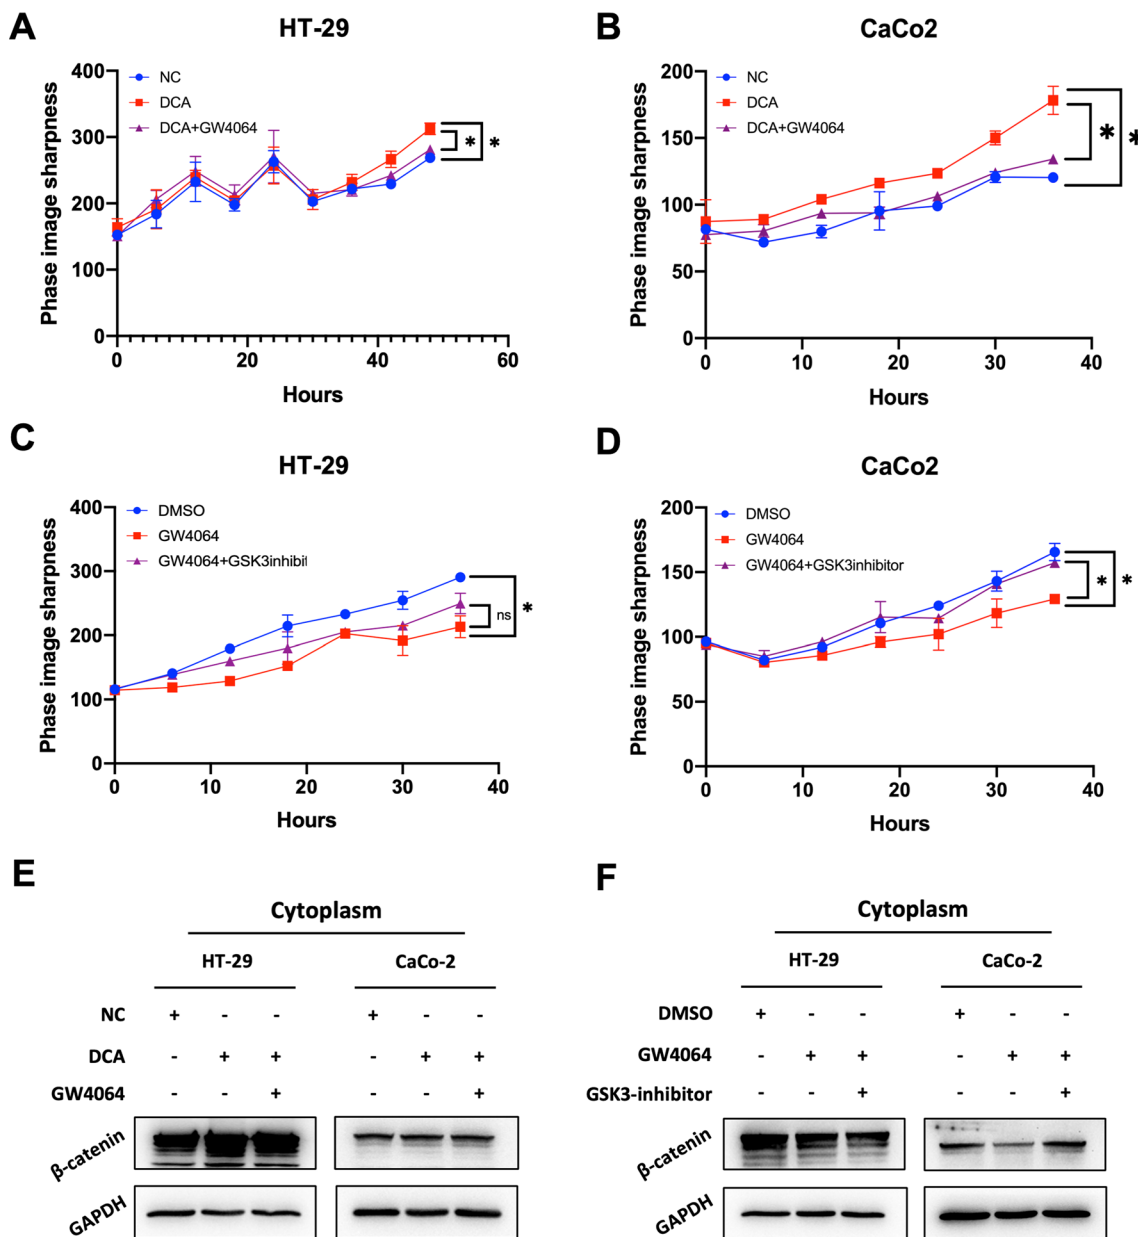 A
HT-29
Phase image sharpness
400
300
200
100
0
NC
DCA
DCA+GW4064
*
*
0 20 40 60
Hours
B
CaCo2
Phase image sharpness
200
150
100
50
0
NC
DCA
DCA+GW4064
*
*
0 10 20 30 40
Hours
C
HT-29
Phase image sharpness
400
300
200
100
0
DMSO
GW4064
GW4064+GSK3inhibit
ns
*
0 10 20 30 40
Hours
D
CaCo2
Phase image sharpness
200
150
100
50
0
DMSO
GW4064
GW4064+GSK3inhibitor
*
*
0 10 20 30 40
Hours
E
Cytoplasm
HT-29 CaCo-2
NC + - - + - -
DCA - + + - + +
GW4064 - - + - - +
β-catenin
GAPDH
F
Cytoplasm
HT-29 CaCo-2
DMSO + - - + - -
GW4064 - + + - + +
GSK3-inhibitor - - + - - +
β-catenin
GAPDH